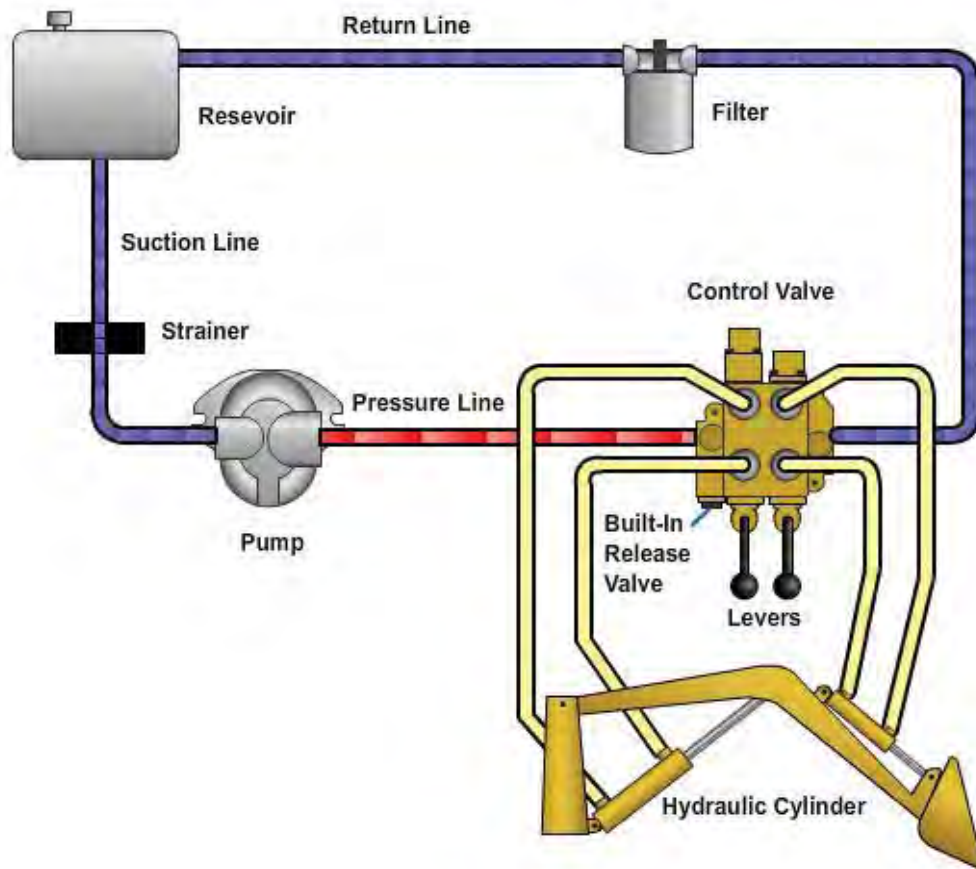 Return Line
Resevoir
Filter
Suction Line
Control Valve
Strainer
Pressure Line
Pump
Built-In
Release
Valve
Levers
Hydraulic Cylinder